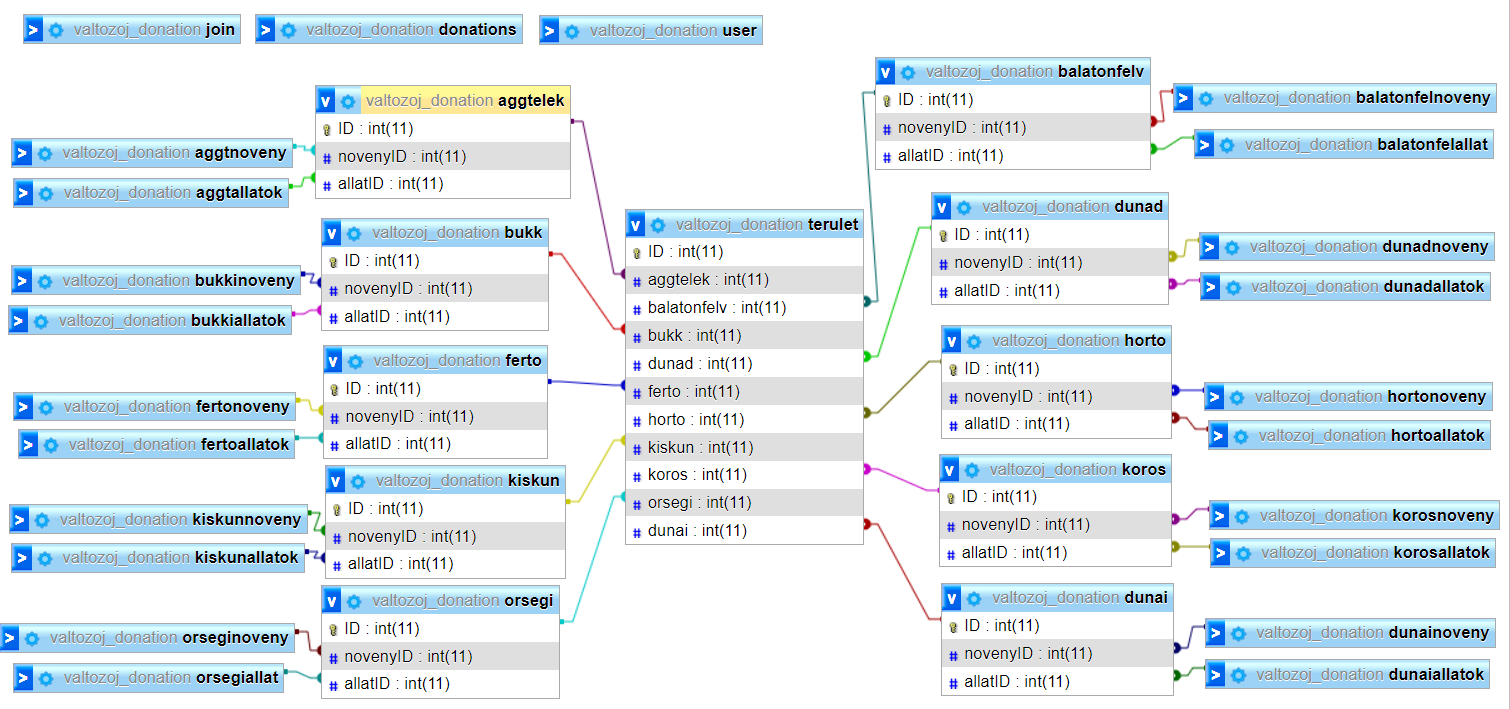 valtozoj_donation join
valtozoj_donation donations
valtozoj_donation user
valtozoj_donation aggtelek
ID : int(11)
novenyID : int(11)
allatID : int(11)
valtozoj_donation aggtnoveny
valtozoj_donation aggtallatok
valtozoj_donation bukk
ID : int(11)
novenyID : int(11)
allatID : int(11)
valtozoj_donation bukkinoveny
valtozoj_donation bukkiallatok
valtozoj_donation ferto
ID : int(11)
novenyID : int(11)
allatID : int(11)
valtozoj_donation fertonoveny
valtozoj_donation fertoallatok
valtozoj_donation kiskun
ID : int(11)
novenyID : int(11)
allatID : int(11)
valtozoj_donation kiskunnoveny
valtozoj_donation kiskunallatok
valtozoj_donation orsegi
ID : int(11)
novenyID : int(11)
allatID : int(11)
valtozoj_donation orseginoveny
valtozoj_donation orsegiallat
valtozoj_donation terulet
ID : int(11)
aggtelek : int(11)
balatonfelv : int(11)
bukk : int(11)
dunad : int(11)
ferto : int(11)
horto : int(11)
kiskun : int(11)
koros : int(11)
orsegi : int(11)
dunai : int(11)
valtozoj_donation balatonfelv
ID : int(11)
novenyID : int(11)
allatID : int(11)
valtozoj_donation balatonfelnoveny
valtozoj_donation balatonfelallat
valtozoj_donation dunad
ID : int(11)
novenyID : int(11)
allatID : int(11)
valtozoj_donation dunadnoveny
valtozoj_donation dunadallatok
valtozoj_donation horto
ID : int(11)
novenyID : int(11)
allatID : int(11)
valtozoj_donation hortonoveny
valtozoj_donation hortoallatok
valtozoj_donation koros
ID : int(11)
novenyID : int(11)
allatID : int(11)
valtozoj_donation korosnoveny
valtozoj_donation korosallatok
valtozoj_donation dunai
ID : int(11)
novenyID : int(11)
allatID : int(11)
valtozoj_donation dunainoveny
valtozoj_donation dunaiallatok